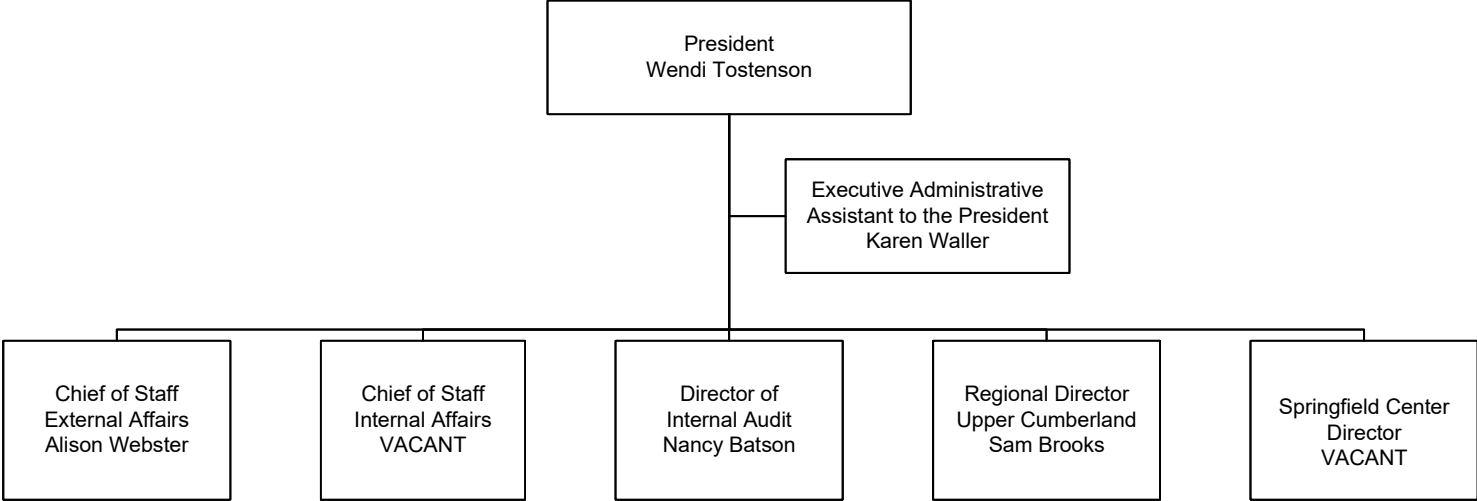 President
Wendi Tostenson
Executive Administrative
Assistant to the President
Karen Waller
Chief of Staff
External Affairs
Alison Webster
Chief of Staff
Internal Affairs
VACANT
Director of
Internal Audit
Nancy Batson
Regional Director
Upper Cumberland
Sam Brooks
Springfield Center
Director
VACANT